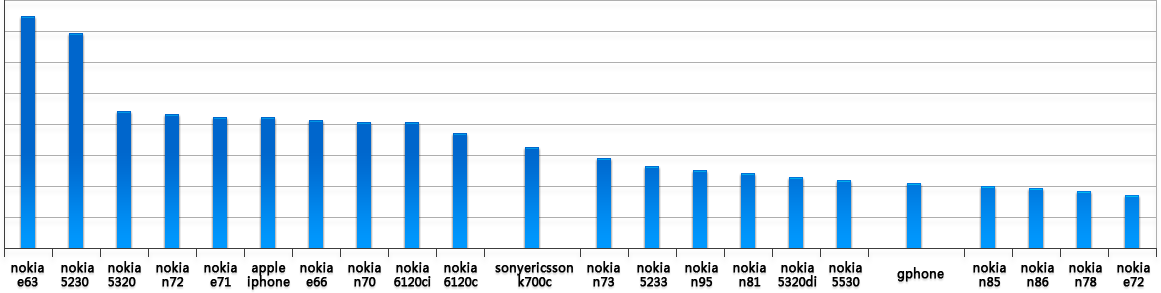 nokia
e63
nokia
5230
nokia
5320
nokia
n72
nokia
e71
apple
iphone
nokia
e66
nokia
n70
nokia
6120ci
nokia
6120c
sonyericsson
k700c
nokia
n73
nokia
5233
nokia
n95
nokia
n81
nokia
5320di
nokia
5530
gphone
nokia
n85
nokia
n86
nokia
n78
nokia
e72